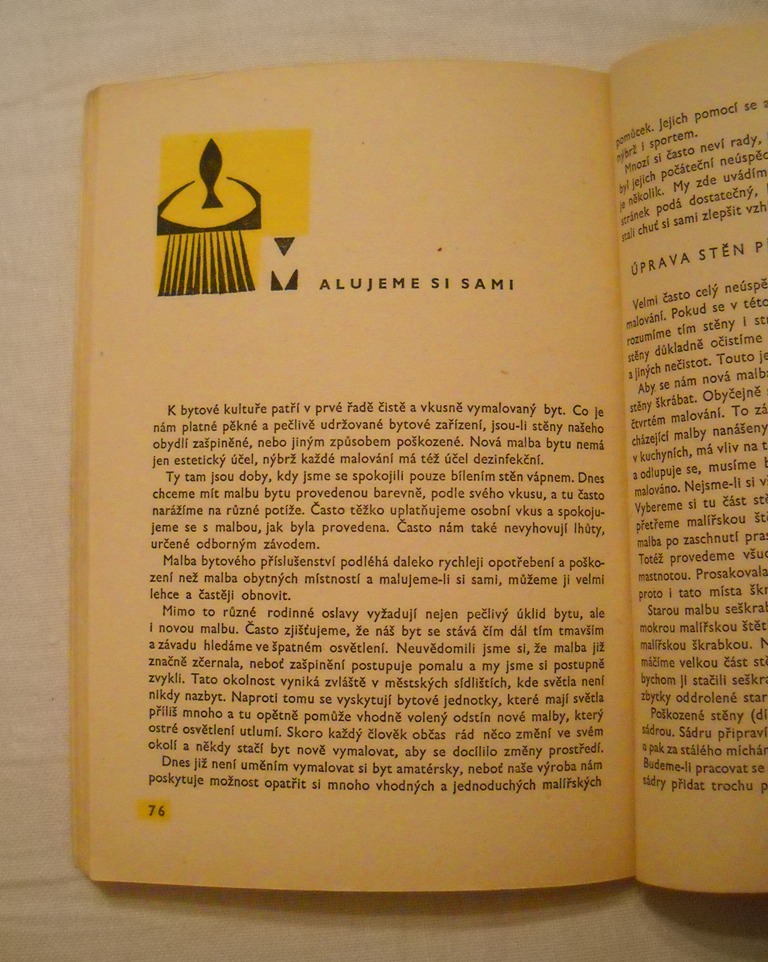 MALUJEME SI SAMI
K bytové kultuře patří v prvé řadě čistě a vkusně vymalovaný byt. Co je
nám platné pěkné a pečlivě udržované bytové zařízení, jsou-li stěny našeho
obydlí zašpiněné, nebo jiným způsobem poškozené. Nová malba bytu nemá
jen estetický účel, nýbrž každé malování má též účel dezinfekční.
Ty tam jsou doby, kdy jsme se spokojili pouze bílením stěn vápnem. Dnes
chceme mít malbu bytu provedenou barevně, podle svého vkusu, a tu často
narážíme na různé potíže. Často těžko uplatňujeme osobní vkus a spokoju-
jeme se s malbou, jak byla provedena. Často nám také nevyhovují lhůty,
určené odborným závodem.
Malba bytového příslušenství podléhá daleko rychleji opotřebení a poško-
zení než malba obytných místností a malujeme-li si sami, můžeme ji velmi
lehce a častěji obnovit.
Mimo to různé rodinné oslavy vyžadují nejen pečlivý úklid bytu, ale
i novou malbu. Často zjišťujeme, že náš byt se stává čím dál tím tmavším
a závadu hledáme ve špatném osvětlení. Neuvědomili jsme si, že malba již
značně zčernala, neboť zašpinění postupuje pomalu a my jsme si postupně
zvykli. Tato okolnost vyniká zvláště v městských sídlištích, kde světla není
nikdy nazbyt. Naproti tomu se vyskytují bytové jednotky, které mají světla
příliš mnoho a tu opětně pomůže vhodně volený odstín nové malby, který
ostré osvětlení utlumí. Skoro každý člověk občas rád něco změní ve svém
okolí a někdy stačí byt nově vymalovat, aby se docílilo změny prostředí.
Dnes již není uměním vymalovat si byt amatérsky, neboť naše výroba nám
poskytuje možnost opatřit si mnoho vhodných a jednoduchých malířských
76
pomůcek. Jejich pomocí se
nýbrž i sportem.
Mnozí si často neví rady,
byl jejich počáteční neúspěc
je několik. My zde uvádím
stránek podá dostatečný,
stali chuť si sami zlepšit vzh
ÚPRAVA STĚN P
Velmi často celý neúspě
malování. Pokud se v této
rozumíme tím stěny i st
stěny důkladně očistíme
a jiných nečistot. Touto je
Aby se nám nová malb
stěny škrábat. Obyčejně
čtvrtém malování. To zá
cházející malby nanášeny
v kuchyních, má vliv na t
a odlupuje se, musíme
malováno. Nejsme-li si
Vybereme si tu část stě
přetřeme malířskou ště
malba po zaschnutí pras
Totéž provedeme všuc
mastnotou. Prosakovala
proto i tato místa škr
Starou malbu seškrab
mokrou malířskou štět
malířskou škrabkou. N
máčíme velkou část stě
bychom ji stačili seškra
zbytky oddrolené star
Poškozené stěny (dí
sádrou. Sádru připraví
a pak za stálého míchán
Budeme-li pracovat se
sádry přidat trochu p